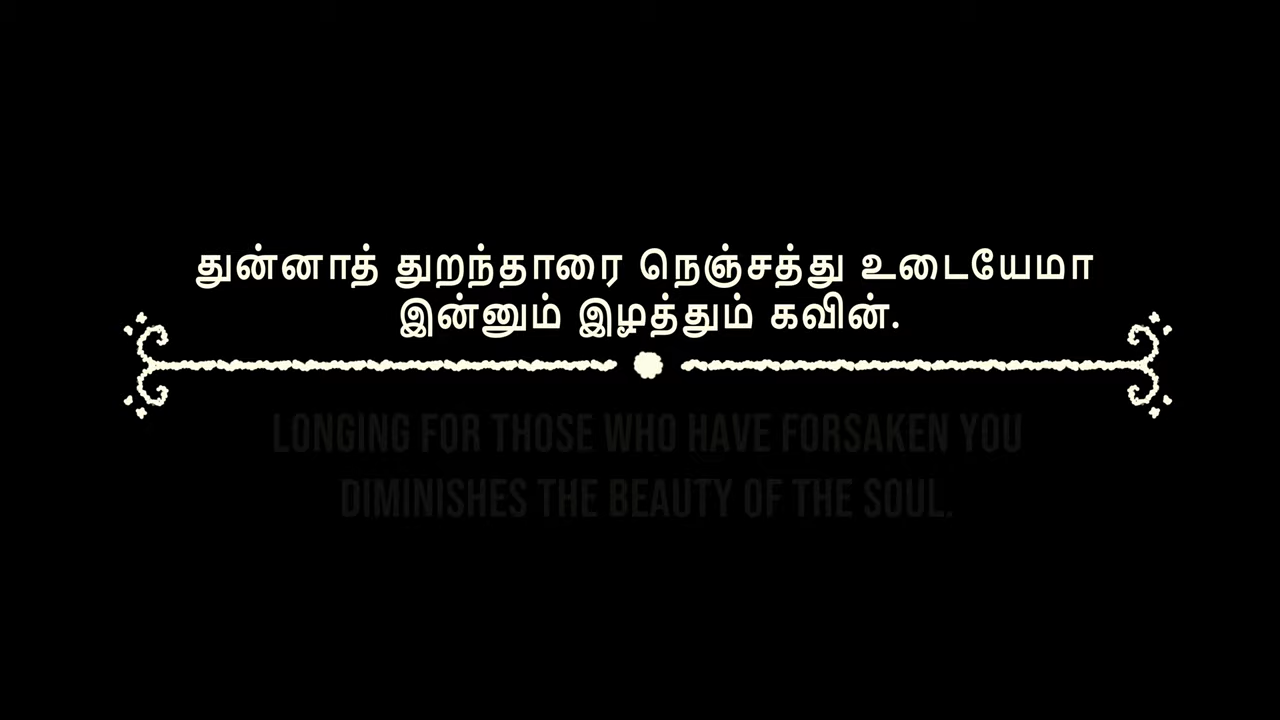 துன்னாத் துறந்தாரை நெஞ்சத்து உடையேமா
இன்னும் இழத்தும் கவின்.
LONGING FOR THOSE WHO HAVE FORSAKEN YOU
DIMINISHES THE BEAUTY OF THE SOUL.